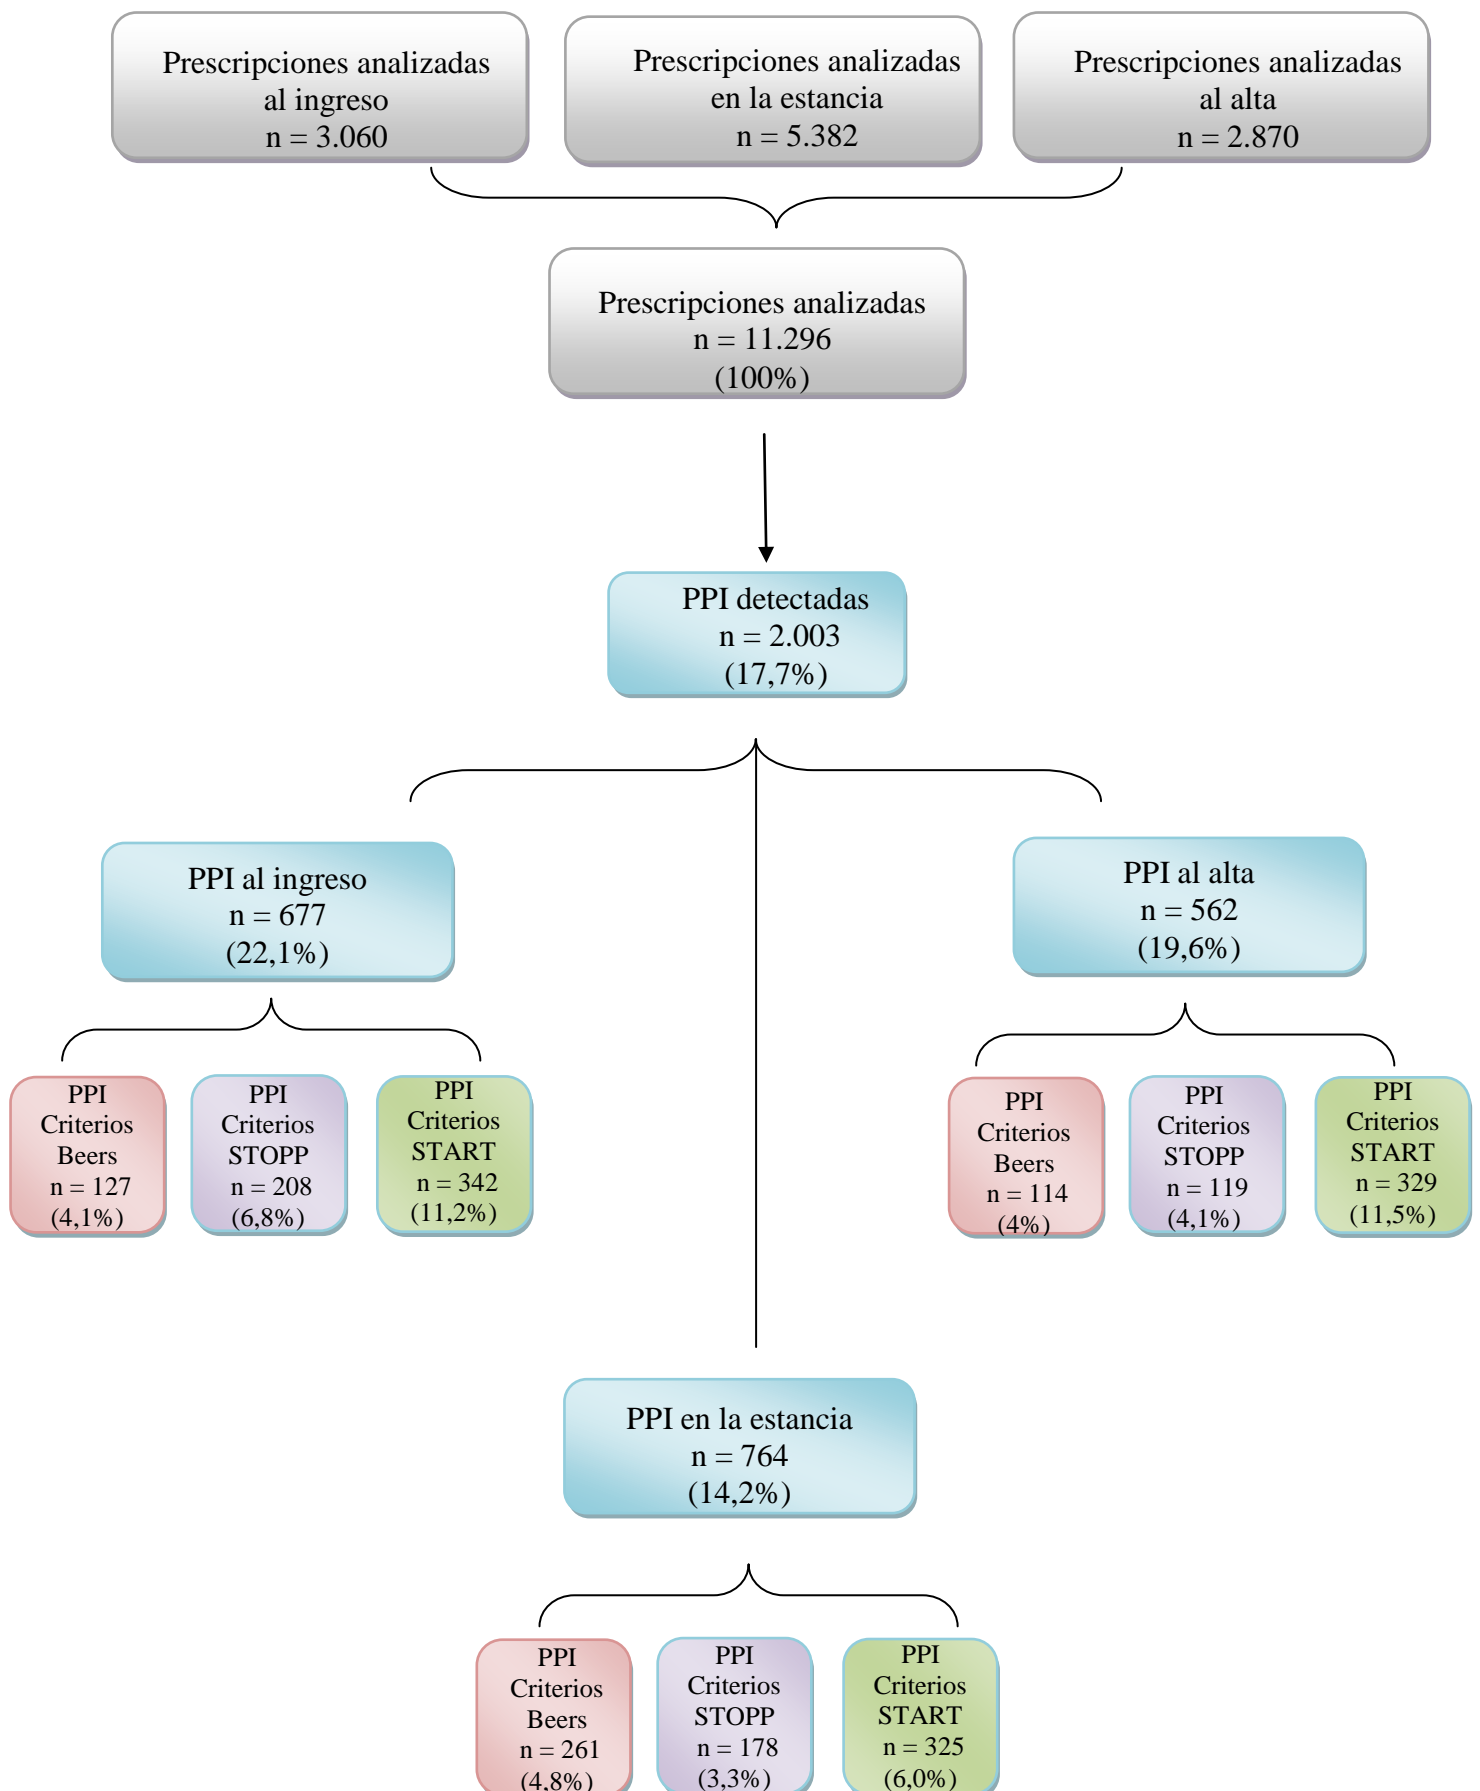 Prescripciones analizadas
al ingreso
n = 3.060
Prescripciones analizadas
en la estancia
n = 5.382
Prescripciones analizadas
al alta
n = 2.870
Prescripciones analizadas
n = 11.296
(100%)
PPI detectadas
n = 2.003
(17,7%)
PPI al ingreso
n = 677
(22,1%)
PPI al alta
n = 562
(19,6%)
PPI
Criterios
Beers
n = 127
(4,1%)
PPI
Criterios
STOPP
n = 208
(6,8%)
PPI
Criterios
START
n = 342
(11,2%)
PPI
Criterios
Beers
n = 114
(4%)
PPI
Criterios
STOPP
n = 119
(4,1%)
PPI
Criterios
START
n = 329
(11,5%)
PPI en la estancia
n = 764
(14,2%)
PPI
Criterios
Beers
n = 261
(4,8%)
PPI
Criterios
STOPP
n = 178
(3,3%)
PPI
Criterios
START
n = 325
(6,0%)